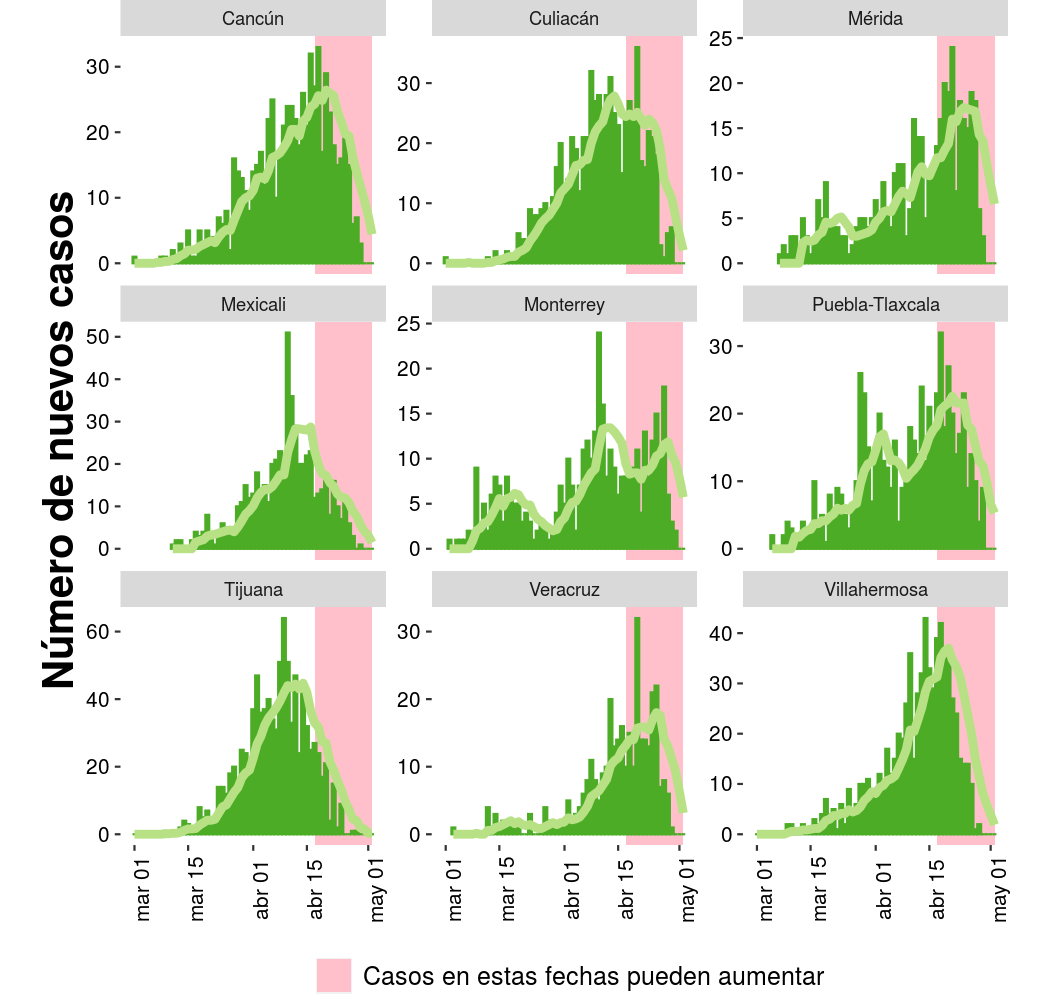 Número de nuevos casos
Cancún
Culiacán
Mérida
30
20
10
0
30
20
10
0
25
20
15
10
5
0
Mexicali
Monterrey
Puebla-Tlaxcala
50
40
30
20
10
0
25
20
15
10
5
0
30
20
10
0
Tijuana
Veracruz
Villahermosa
60
40
20
0
30
20
10
0
40
30
20
10
0
mar 01
mar 15
abr 01
abr 15
may 01
mar 01
mar 15
abr 01
abr 15
may 01
mar 01
mar 15
abr 01
abr 15
may 01
Casos en estas fechas pueden aumentar